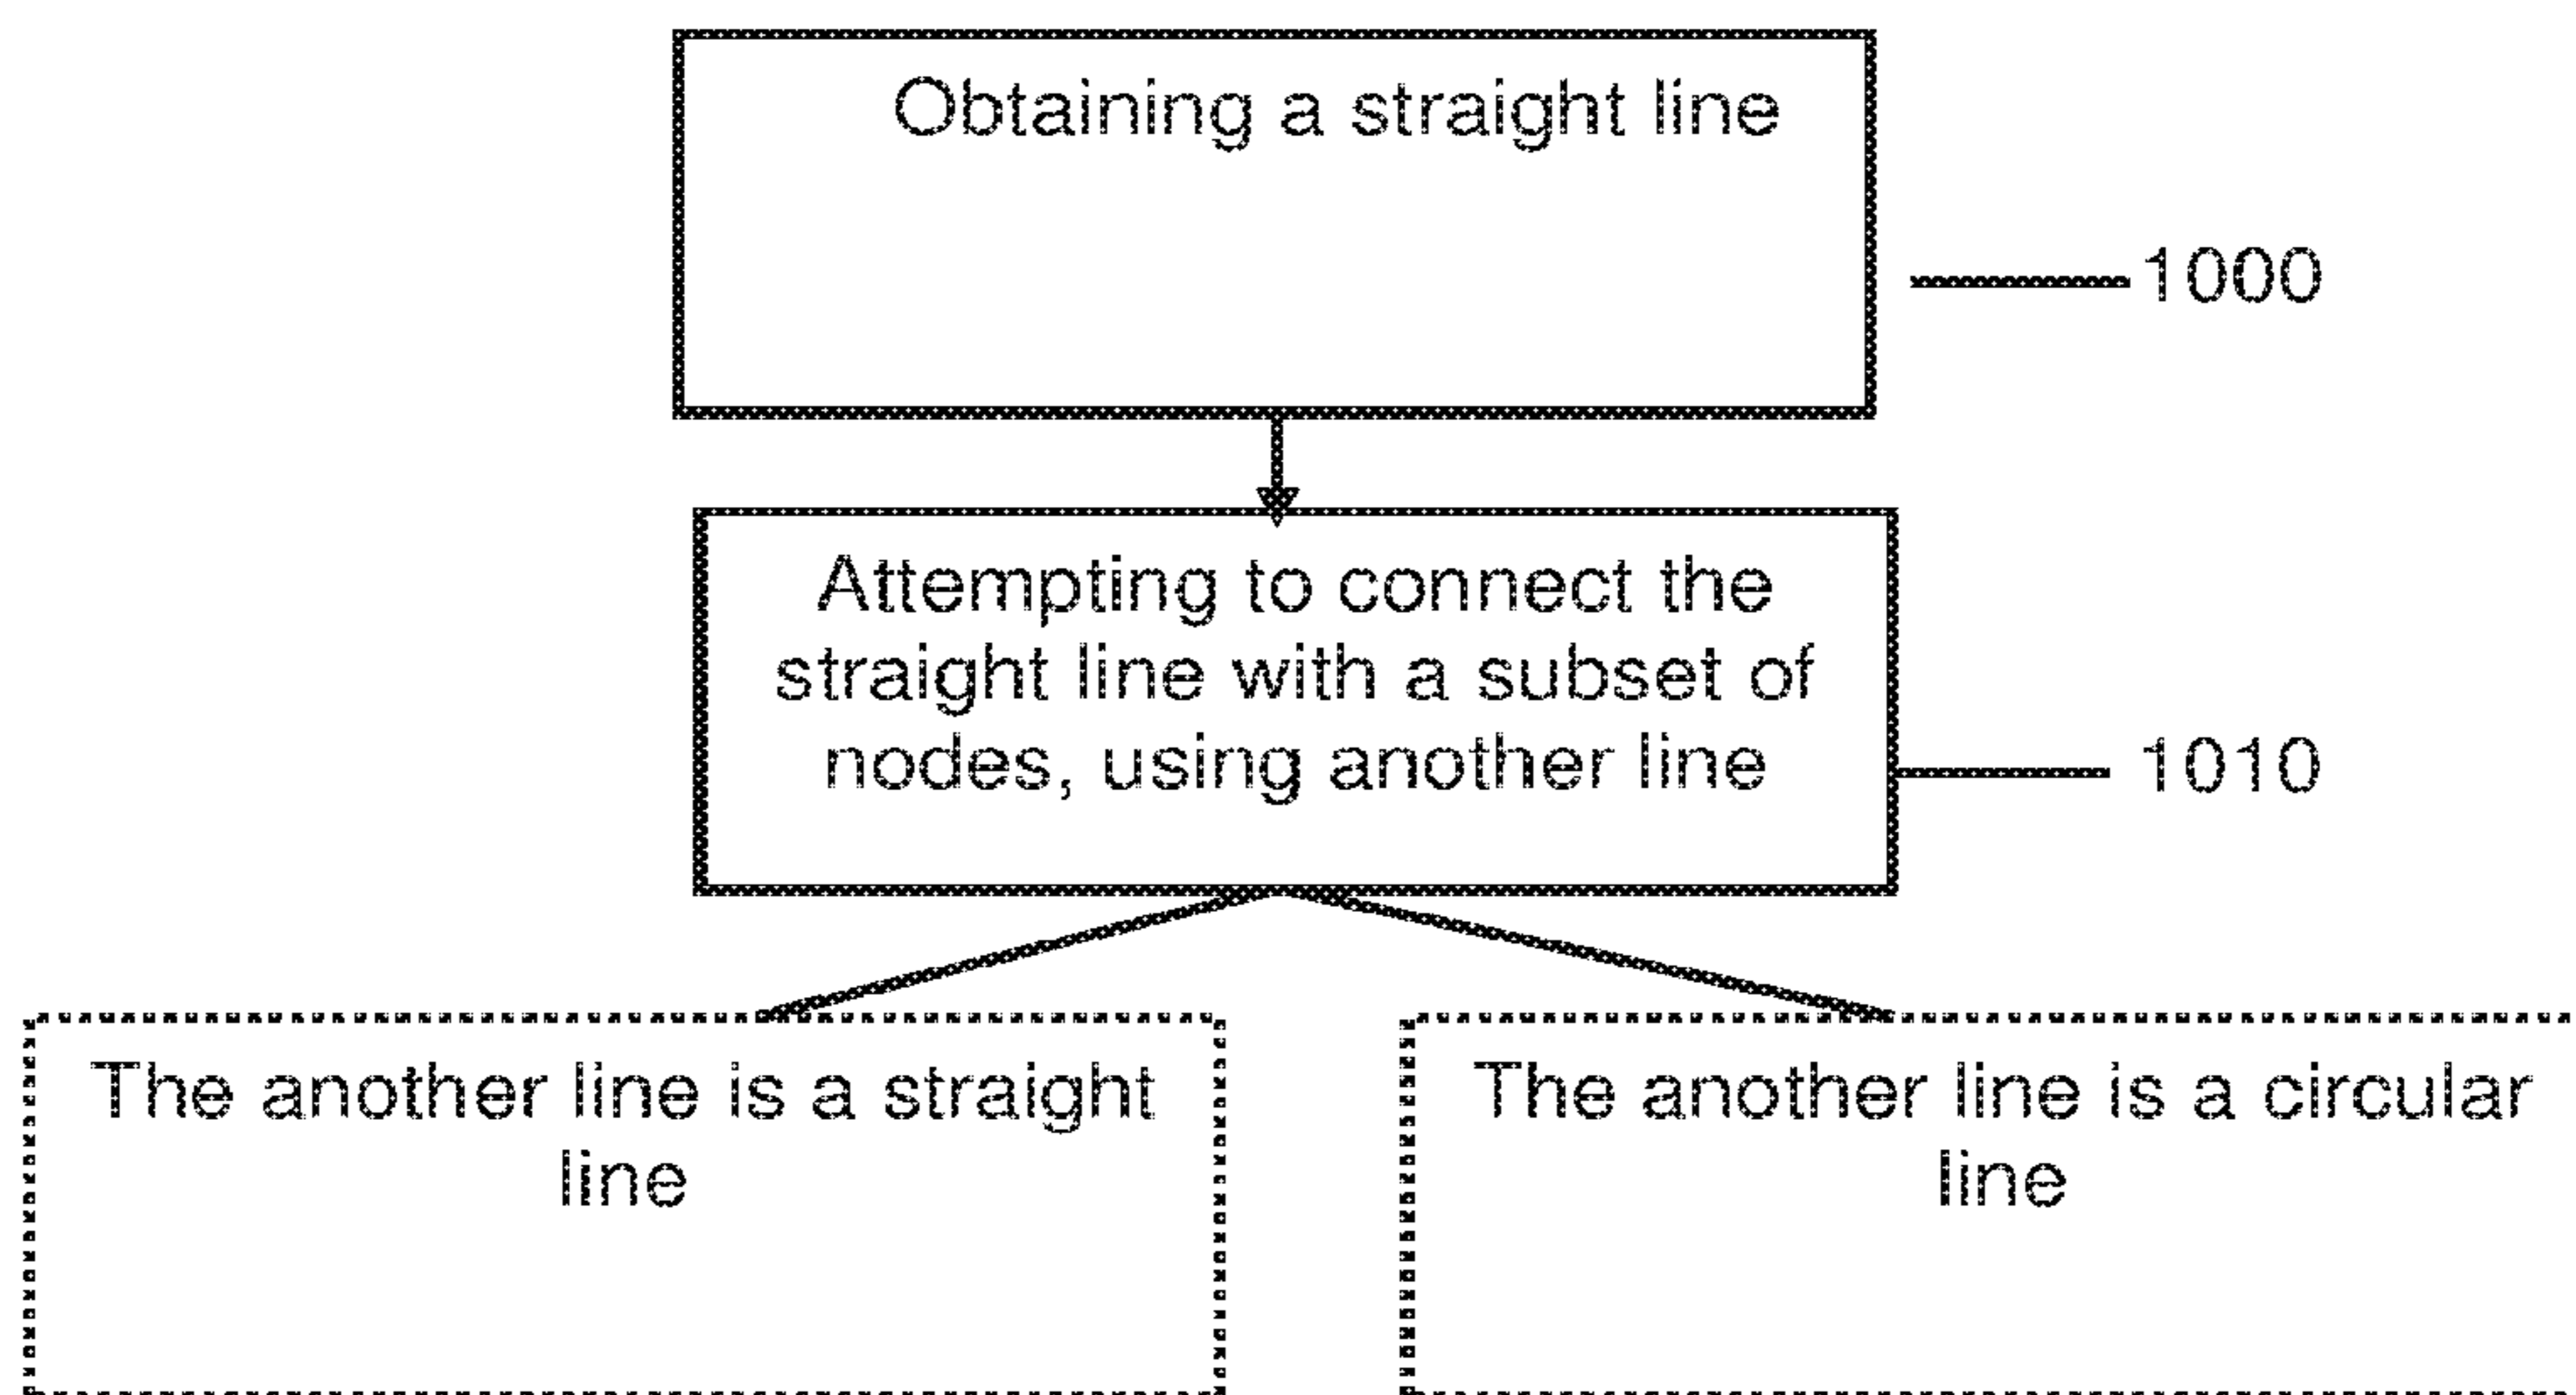 Obtaining a straight line
1000
Attempting to connect the
straight line with a subset of
nodes, using another line
1010
The another line is a straight
line
The another line is a circular
line